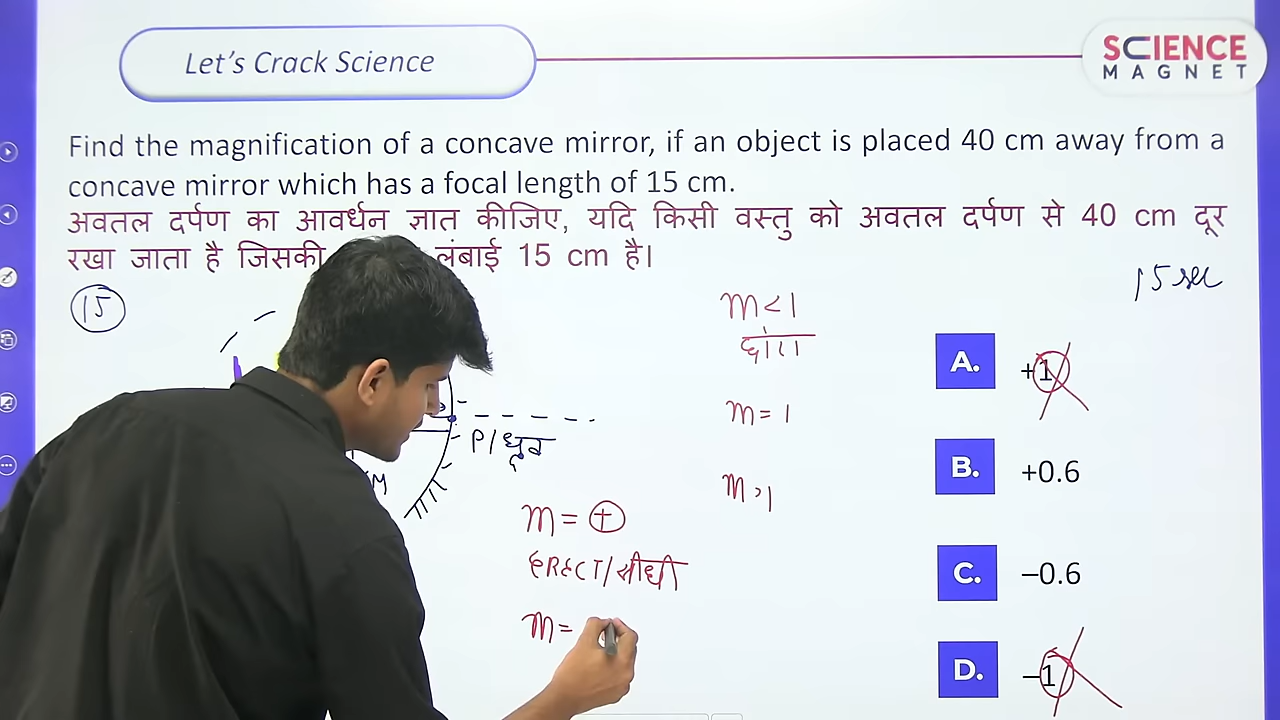 Let's Crack Science
SCIENCE
MAGNET
Find the magnification of a concave mirror, if an object is placed 40 cm away from a
concave mirror which has a focal length of 15 cm.
अवतल दर्पण का आवर्धन ज्ञात कीजिए, यदि किसी वस्तु को अवतल दर्पण से 40 cm दूर
रखा जाता है जिसकी लंबाई 15 cm है।
15 sec
15
m < 1
छोटा
m = 1
m > 1
P/ध्रुव
m = +
ERECT/सीधी
m =
A. +1
B. +0.6
C. –0.6
D. –1